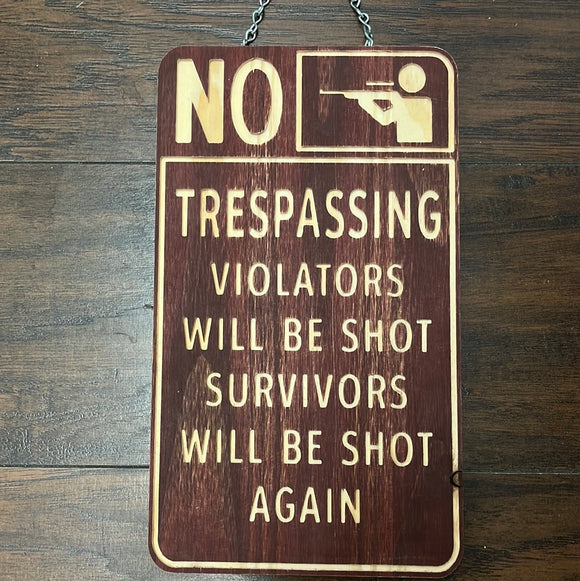 NO
TRESPASSING
VIOLATORS
WILL BE SHOT
SURVIVORS
WILL BE SHOT
AGAIN